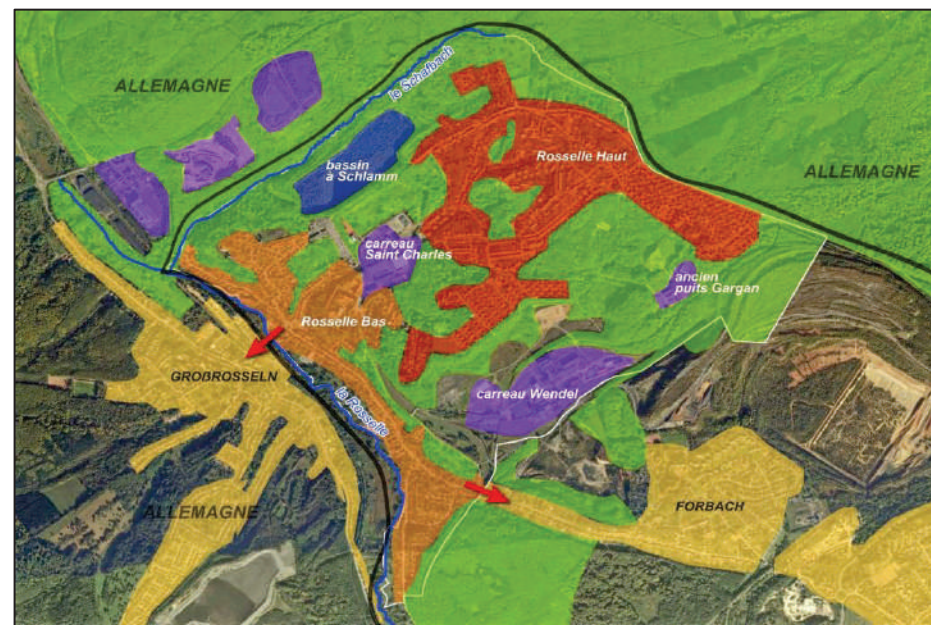 ALLEMAGNE
le Schafbach
bassin
à Schlamm
Rosselle Haut
ALLEMAGNE
carreau
Saint Charles
ancien
puits Gargan
Rosselle Bas
GROßROSSELN
la Rosselle
carreau Wendel
ALLEMAGNE
FORBACH